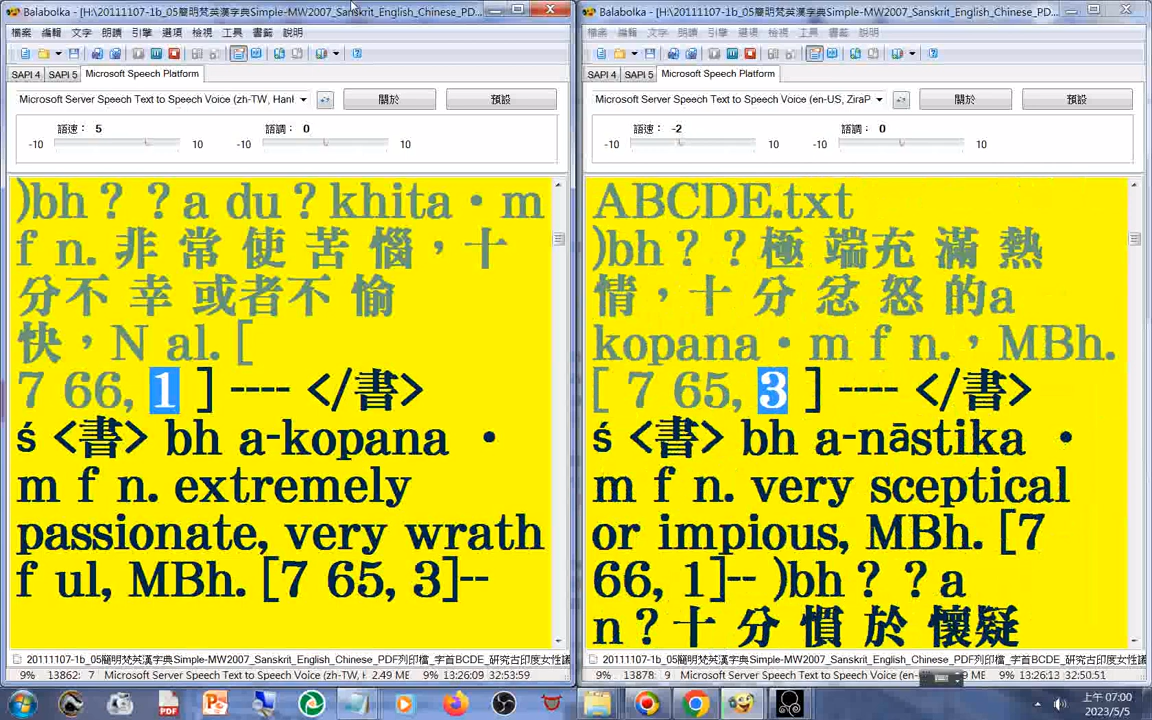 Balabolka - [H:\20111107-1b_05簡明梵英漢字典Simple-MW2007_Sanskrit_English_Chinese_PD...
檔案 編輯 文字 朗讀 引擎 選項 檢視 工具 書籤 說明
SAPI 4 SAPI 5 Microsoft Speech Platform
Microsoft Server Speech Text to Speech Voice (zh-TW, HanH
關於 預設
語速： 5 語調： 0
-10 10 -10 10
)bh？？a du？khita‧m
f n. 非 常 使 苦 惱，十
分不 幸 或者不 愉
快，N al. [
7 66, 1 ] ---- </書>
ś <書> bh a-kopana ‧
m f n. extremely
passionate, very wrath
f ul, MBh. [7 65, 3]--
20111107-1b_05簡明梵英漢字典Simple-MW2007_Sanskrit_English_Chinese_PDF列印檔_字首BCDE_研究古印度女性議
9% 13862: 7 Microsoft Server Speech Text to Speech Voice (zh-TW, H 2.49 MB 9% 13:26:09 32:53:59
Balabolka - [H:\20111107-1b_05簡明梵英漢字典Simple-MW2007_Sanskrit_English_Chinese_PD...
檔案 編輯 文字 朗讀 引擎 選項 檢視 工具 書籤 說明
SAPI 4 SAPI 5 Microsoft Speech Platform
Microsoft Server Speech Text to Speech Voice (en-US, ZiraP
關於 預設
語速： -2 語調： 0
-10 10 -10 10
ABCDE.txt
)bh？？極 端充 滿 熱
情，十 分 忿 怒 的a
kopana‧m f n.，MBh.
[ 7 65, 3 ] ---- </書>
ś <書> bh a-nāstika ‧
m f n. very sceptical
or impious, MBh. [7
66, 1]-- )bh？？a
n？十 分 慣 於 懷疑
20111107-1b_05簡明梵英漢字典Simple-MW2007_Sanskrit_English_Chinese_PDF列印檔_字首BCDE_研究古印度女性議
9% 13878: 9 Microsoft Server Speech Text to Speech Voice (en-US MB 9% 13:26:13 32:50:51
PDF
上午 07:00
2023/5/5